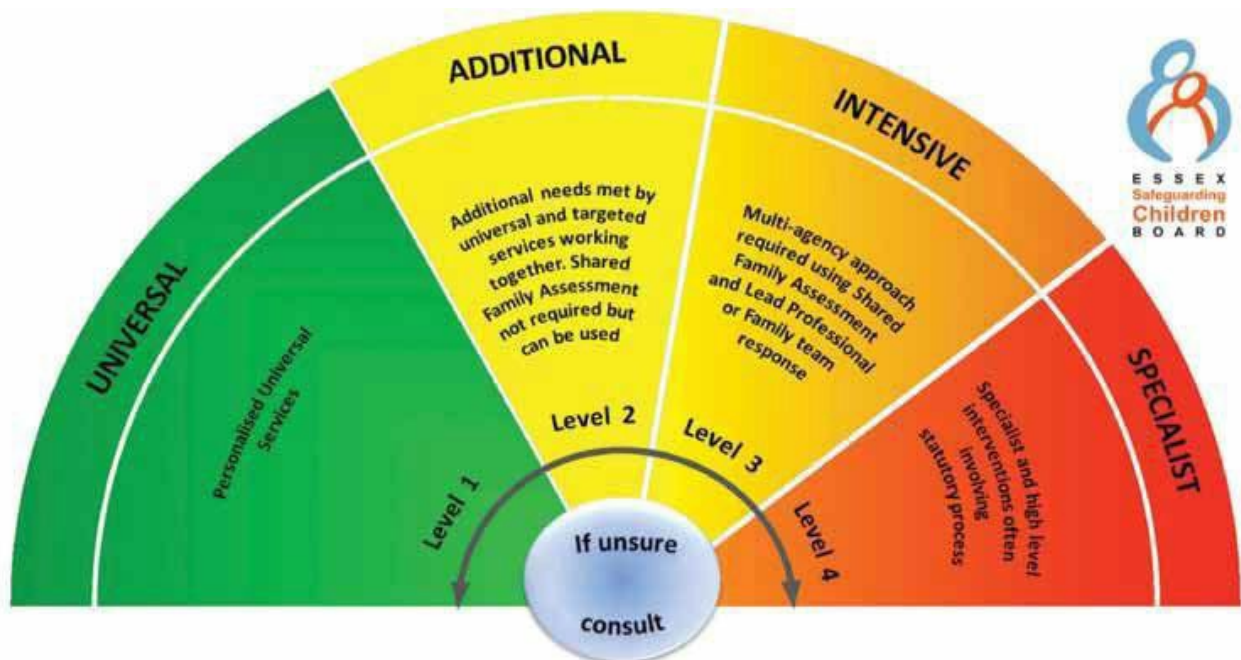 UNIVERSAL
Personalised Universal
Services
Level 1
ADDITIONAL
Additional needs met by
universal and targeted
services working
together. Shared
Family Assessment
not required but
can be used
Level 2
INTENSIVE
Multi-agency approach
required using Shared
Family Assessment
and Lead Professional
or Family team
response
Level 3
SPECIALIST
Specialist and high level
interventions often
involving
statutory process
Level 4
If unsure
consult
ESSEX
Safeguarding
Children
BOARD